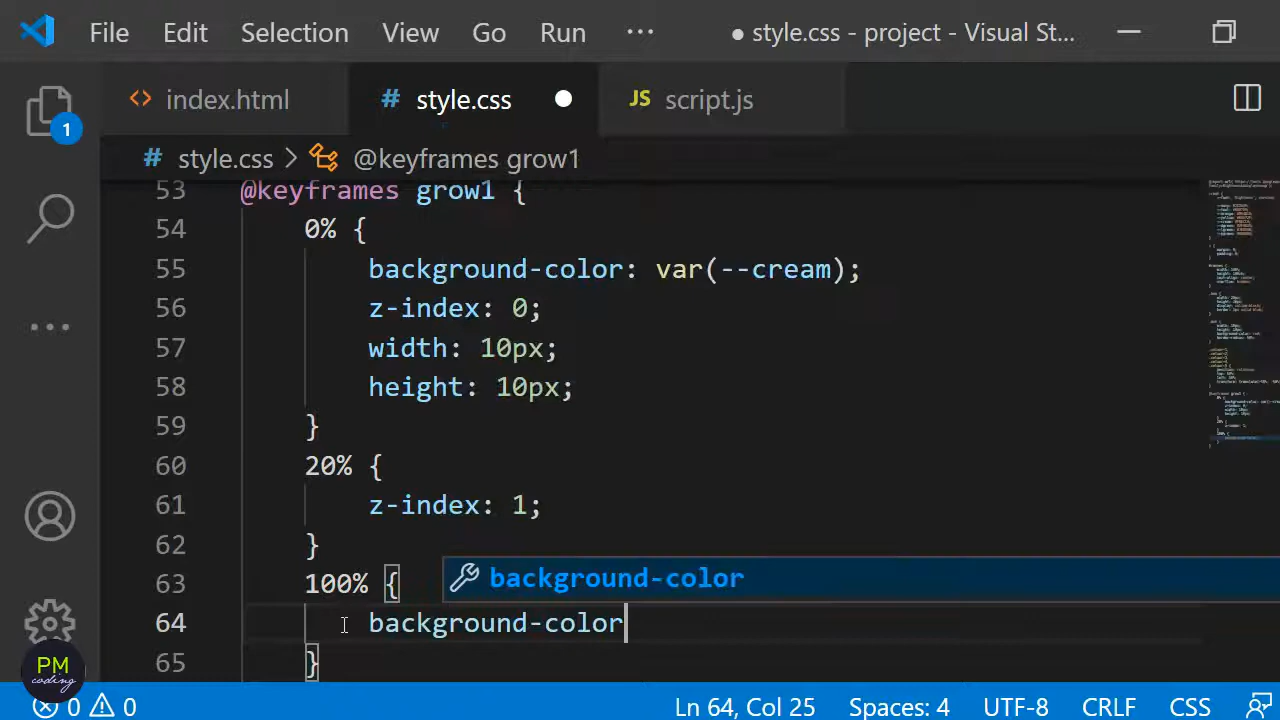 File Edit Selection View Go Run ··· ● style.css - project - Visual St...
index.html # style.css JS script.js
1
# style.css > @keyframes grow1
53 @keyframes grow1 {
54 0% {
55 background-color: var(--cream);
56 z-index: 0;
57 width: 10px;
58 height: 10px;
59 }
60 20% {
61 z-index: 1;
62 }
63 100% {
background-color
64 background-color
65 }
PM
coding
0 0 Ln 64, Col 25 Spaces: 4 UTF-8 CRLF CSS